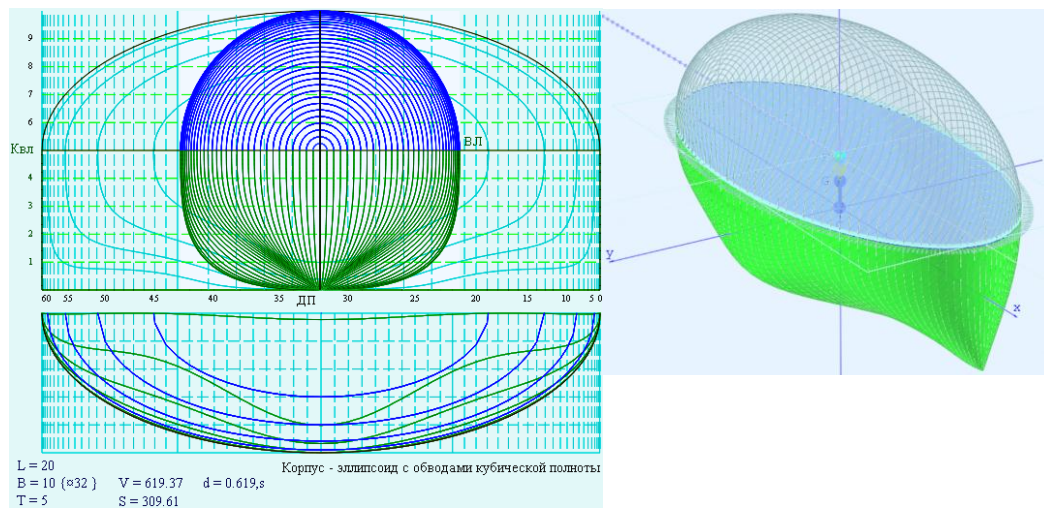 9
8
7
6
Квл
ВЛ
4
3
2
1
60 55 50 45 40 35 ДП 30 25 20 15 10 5 0
y
x
L = 20
Корпус - эллипсоид с обводами кубической полноты
B = 10 {¤32 } V = 619.37 d = 0.619,s
T = 5 S = 309.61